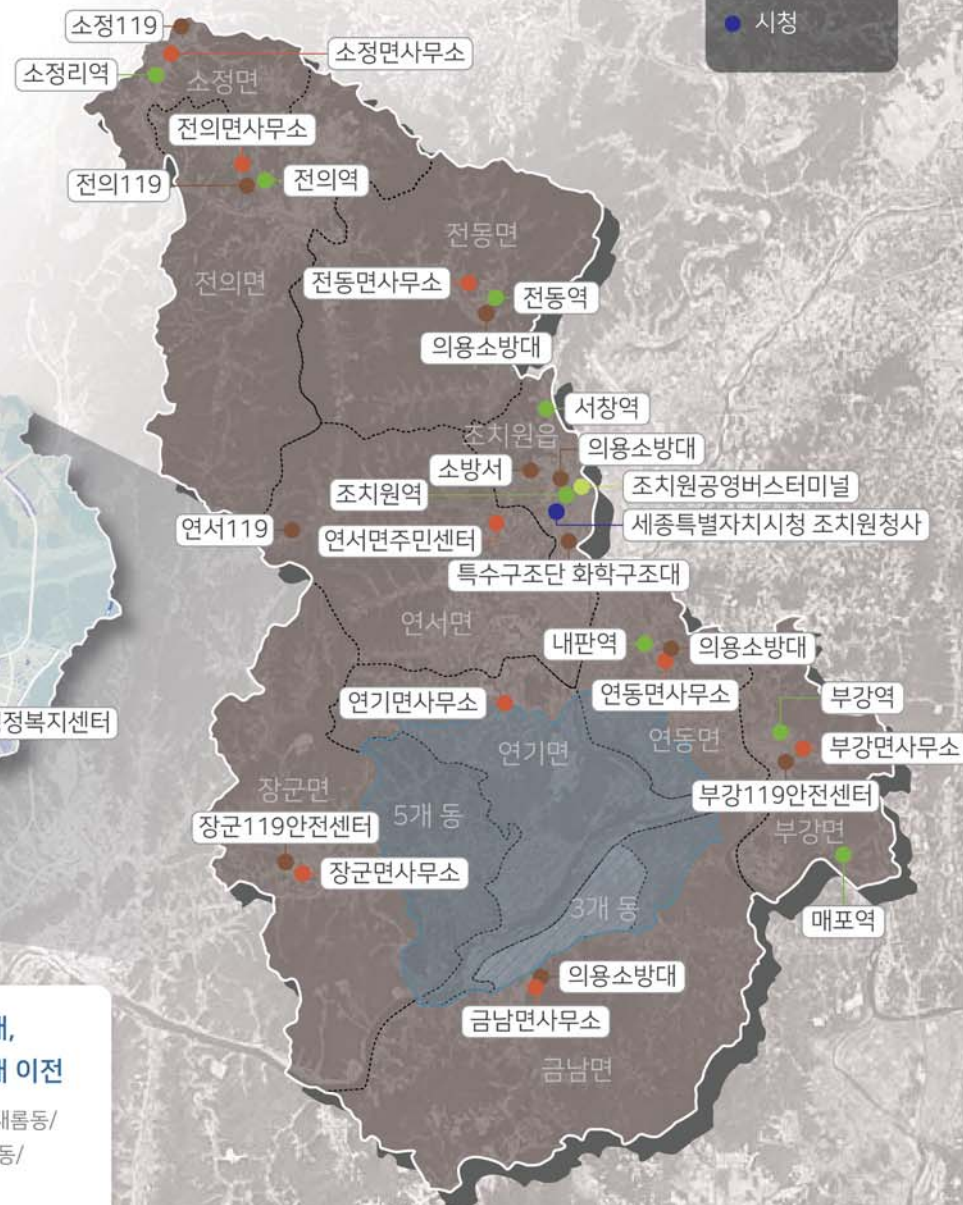 시청
소정119
소정면사무소
소정리역
소정면
전의면사무소
전의119
전의역
전동면
전의면
전동면사무소
전동역
의용소방대
서창역
조치원읍
의용소방대
소방서
조치원역
조치원공영버스터미널
연서119
연서면주민센터
세종특별자치시청 조치원청사
특수구조단 화학구조대
연서면
내판역
의용소방대
연기면사무소
연동면사무소
부강역
정복지센터
연기면
연동면
부강면사무소
장군면
5개 동
부강119안전센터
장군119안전센터
부강면
장군면사무소
3개 동
매포역
의용소방대
금남면사무소
금남면
이전
동/